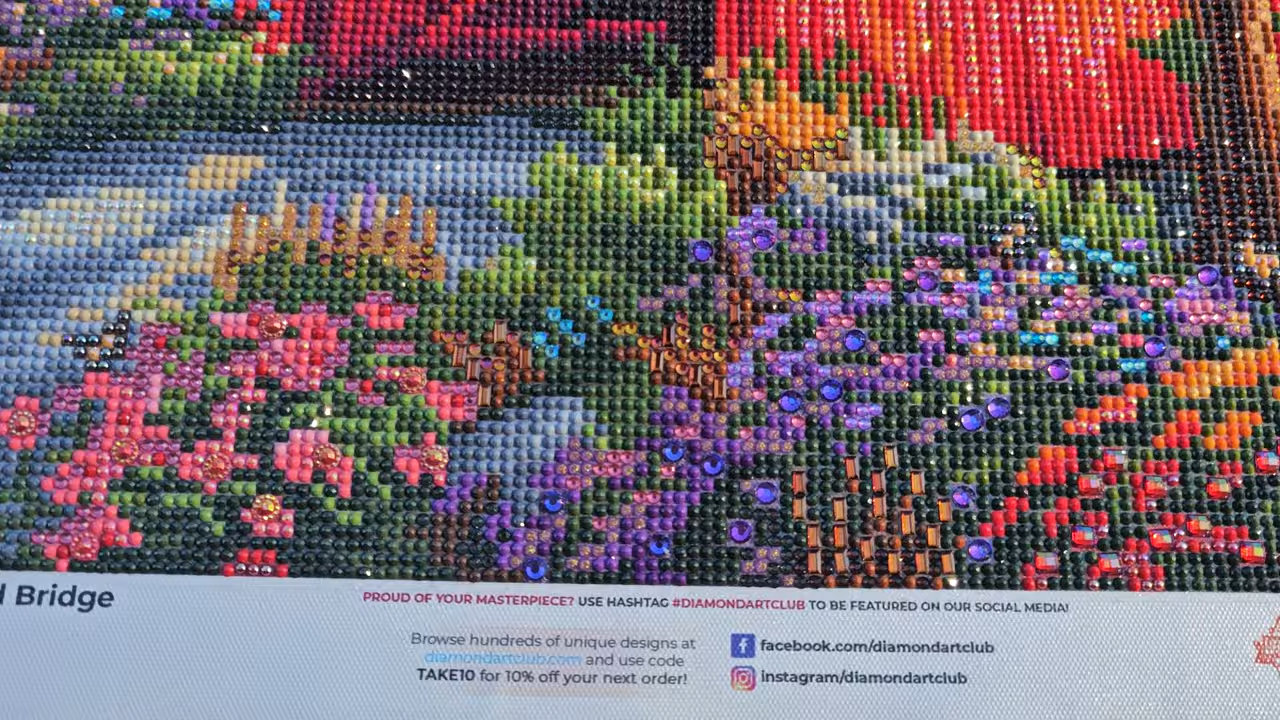 Bridge
PROUD OF YOUR MASTERPIECE? USE HASHTAG #DIAMONDARTCLUB TO BE FEATURED ON OUR SOCIAL MEDIA!
Browse hundreds of unique designs at
diamondartclub.com and use code
TAKE10 for 10% off your next order!
facebook.com/diamondartclub
instagram/diamondartclub